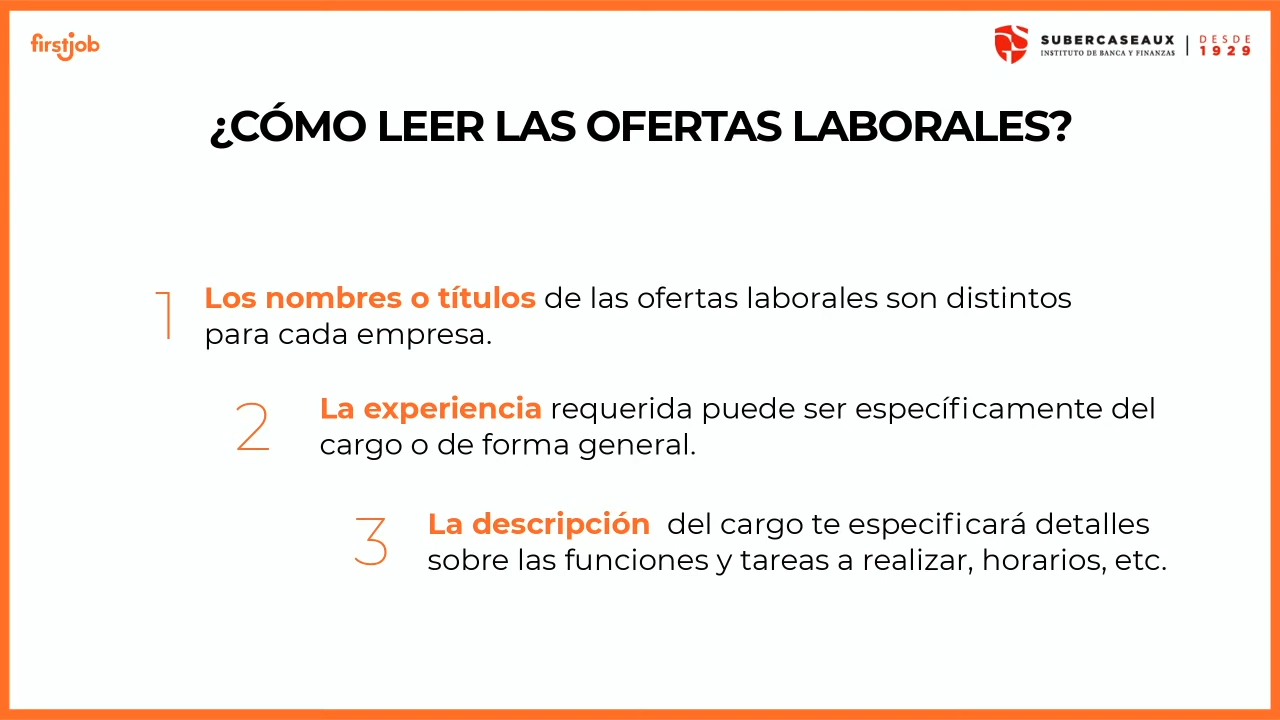 firstjob
SUBERCASEAUX
INSTITUTO DE BANCA Y FINANZAS
DESDE
1929
¿CÓMO LEER LAS OFERTAS LABORALES?
1 Los nombres o títulos de las ofertas laborales son distintos
para cada empresa.
2 La experiencia requerida puede ser específicamente del
cargo o de forma general.
3 La descripción del cargo te especificará detalles
sobre las funciones y tareas a realizar, horarios, etc.